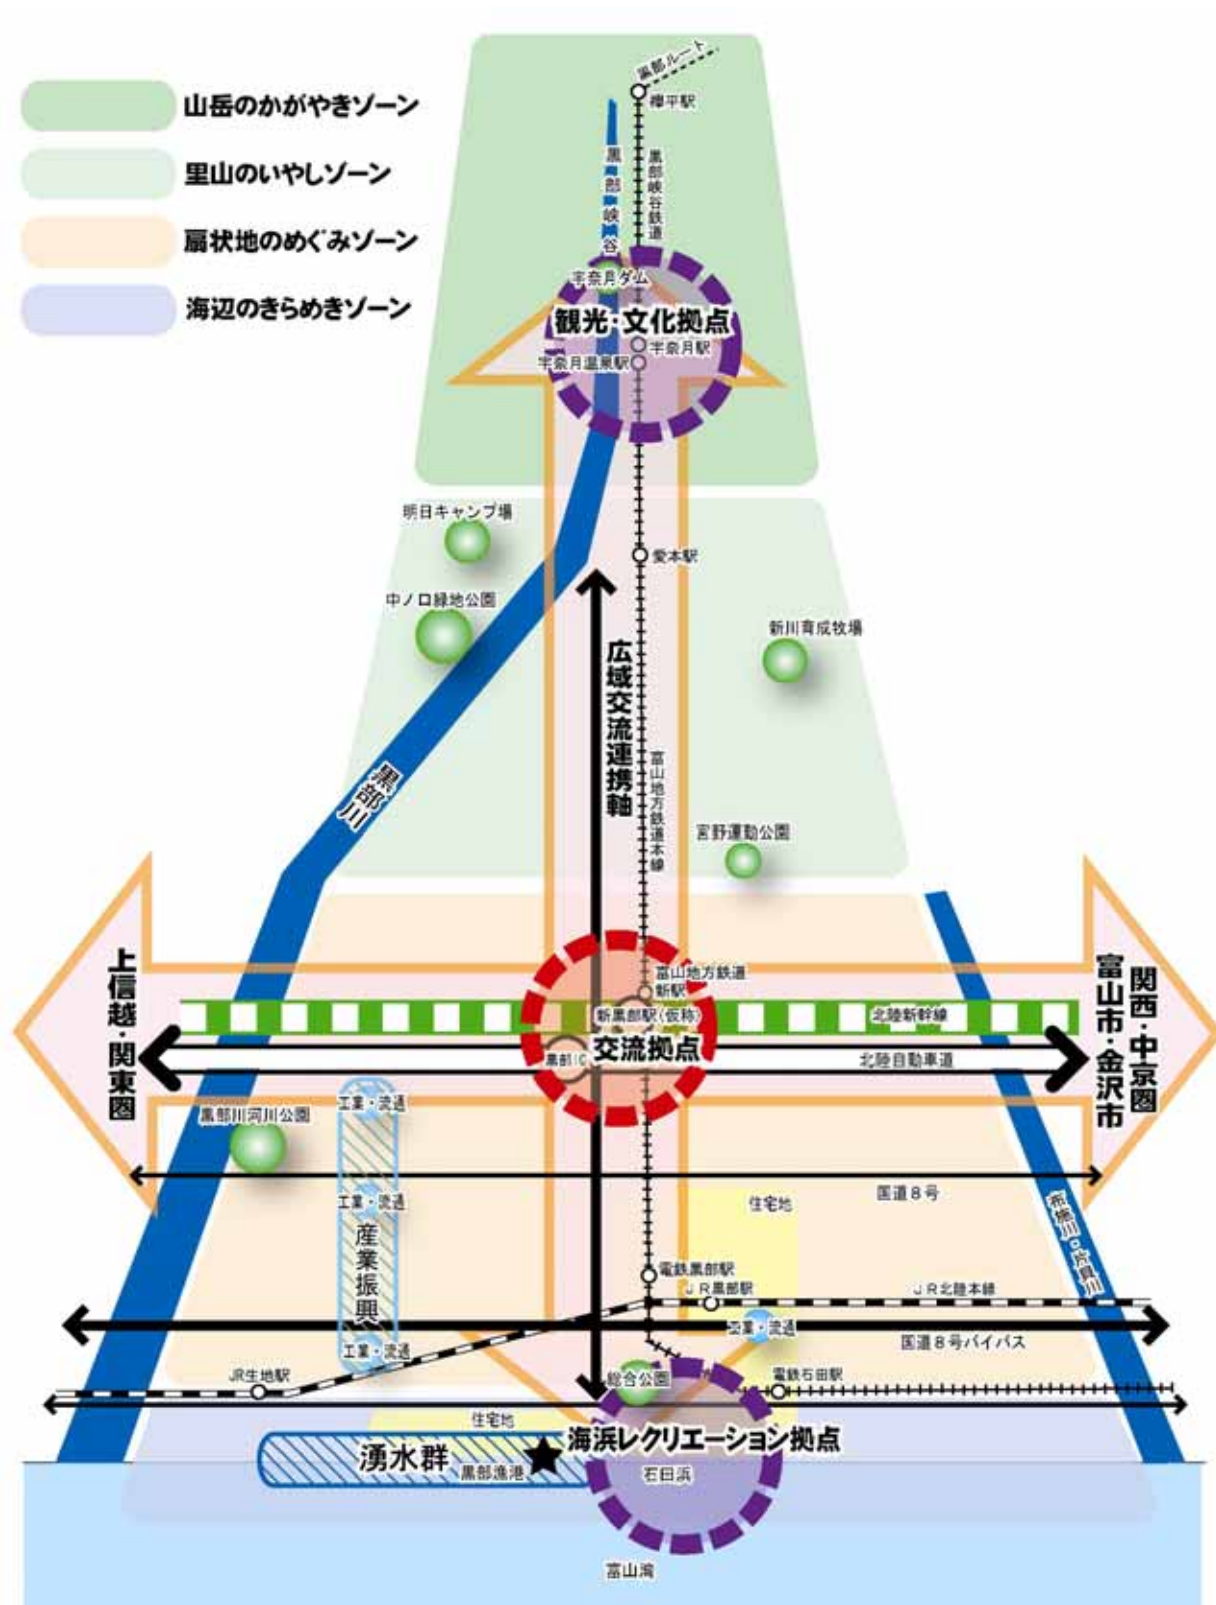 山岳のかがやきゾーン
里山のいやしゾーン
扇状地のめぐみゾーン
海辺のきらめきゾーン
黒部ルート
欅平駅
黒部峡谷
黒部峡谷鉄道
宇奈月ダム
観光・文化拠点
宇奈月駅
宇奈月温泉駅
明日キャンプ場
愛本駅
中ノ口緑地公園
新川育成牧場
広域交流連携軸
富山地方鉄道本線
黒部川
宮野運動公園
上信越・関東圏
関西・中京圏
富山市・金沢市
富山地方鉄道
新駅
新黒部駅(仮称)
北陸新幹線
黒部IC
交流拠点
北陸自動車道
黒部川河川公園
工業・流通
国道8号
工業・流通
住宅地
布施川・片貝川
産業振興
電鉄黒部駅
JR黒部駅
JR北陸本線
工業・流通
国道8号バイパス
工業・流通
JR生地駅
総合公園
電鉄石田駅
住宅地
海浜レクリエーション拠点
湧水群
黒部漁港
石田浜
富山湾